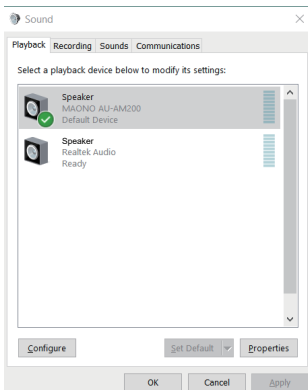 Sound
Playback Recording Sounds Communications
Select a playback device below to modify its settings:
Speaker
MAONO AU-AM200
Default Device
Speaker
Realtek Audio
Ready
Configure Set Default Properties
OK Cancel Apply